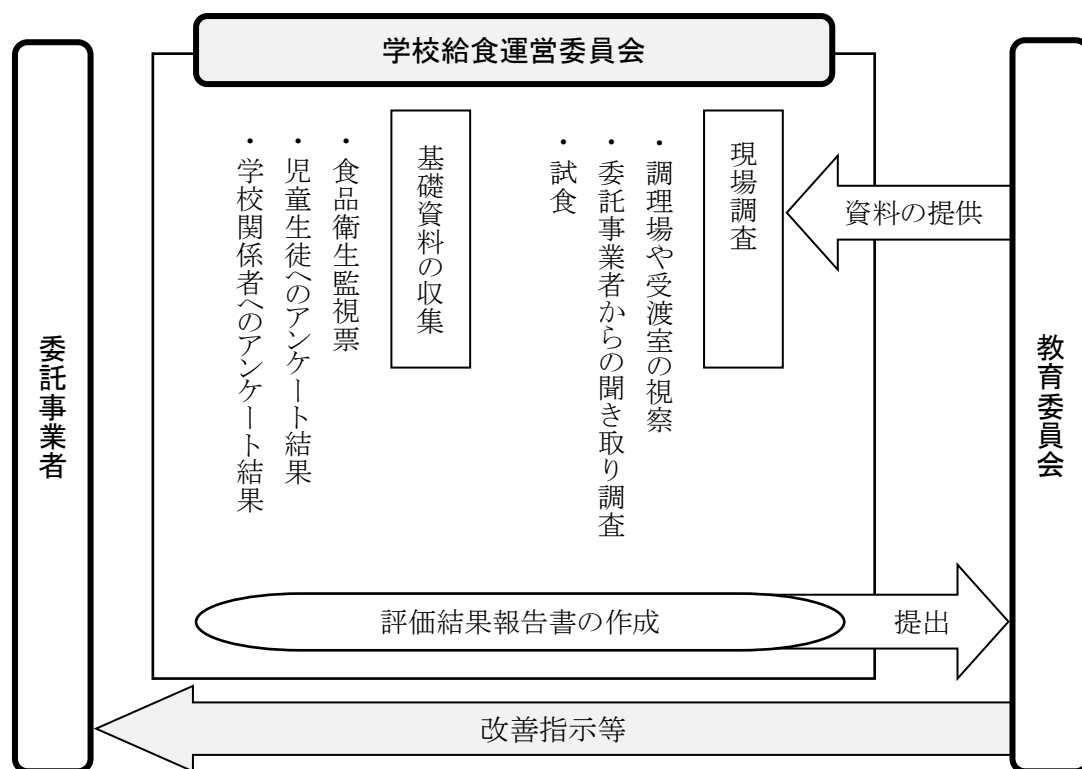 学校給食運営委員会
現場調査
・調理場や受渡室の視察
・委託事業者からの聞き取り調査
・試食
基礎資料の収集
・食品衛生監視票
・児童生徒へのアンケート結果
・学校関係者へのアンケート結果
資料の提供
教育委員会
委託事業者
評価結果報告書の作成
提出
改善指示等